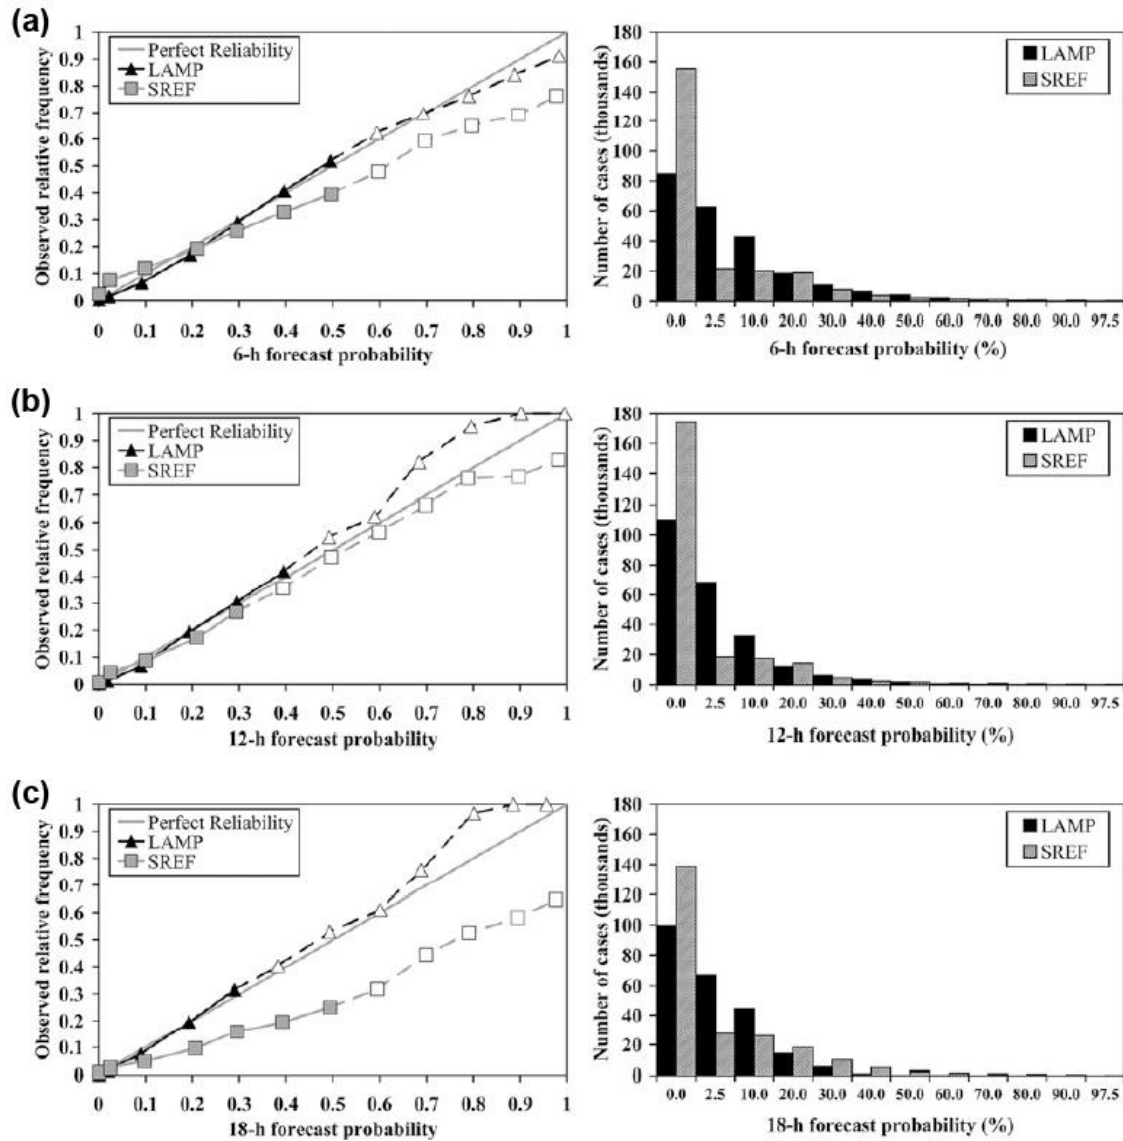 (a)
Observed relative frequency
1
0.9
0.8
0.7
0.6
0.5
0.4
0.3
0.2
0.1
0
Perfect Reliability
LAMP
SREF
0 0.1 0.2 0.3 0.4 0.5 0.6 0.7 0.8 0.9 1
6-h forecast probability
Number of cases (thousands)
180
160
140
120
100
80
60
40
20
0
LAMP
SREF
0.0 2.5 10.0 20.0 30.0 40.0 50.0 60.0 70.0 80.0 90.0 97.5
6-h forecast probability (%)
(b)
Observed relative frequency
1
0.9
0.8
0.7
0.6
0.5
0.4
0.3
0.2
0.1
0
Perfect Reliability
LAMP
SREF
0 0.1 0.2 0.3 0.4 0.5 0.6 0.7 0.8 0.9 1
12-h forecast probability
Number of cases (thousands)
180
160
140
120
100
80
60
40
20
0
LAMP
SREF
0.0 2.5 10.0 20.0 30.0 40.0 50.0 60.0 70.0 80.0 90.0 97.5
12-h forecast probability (%)
(c)
Observed relative frequency
1
0.9
0.8
0.7
0.6
0.5
0.4
0.3
0.2
0.1
0
Perfect Reliability
LAMP
SREF
0 0.1 0.2 0.3 0.4 0.5 0.6 0.7 0.8 0.9 1
18-h forecast probability
Number of cases (thousands)
180
160
140
120
100
80
60
40
20
0
LAMP
SREF
0.0 2.5 10.0 20.0 30.0 40.0 50.0 60.0 70.0 80.0 90.0 97.5
18-h forecast probability (%)